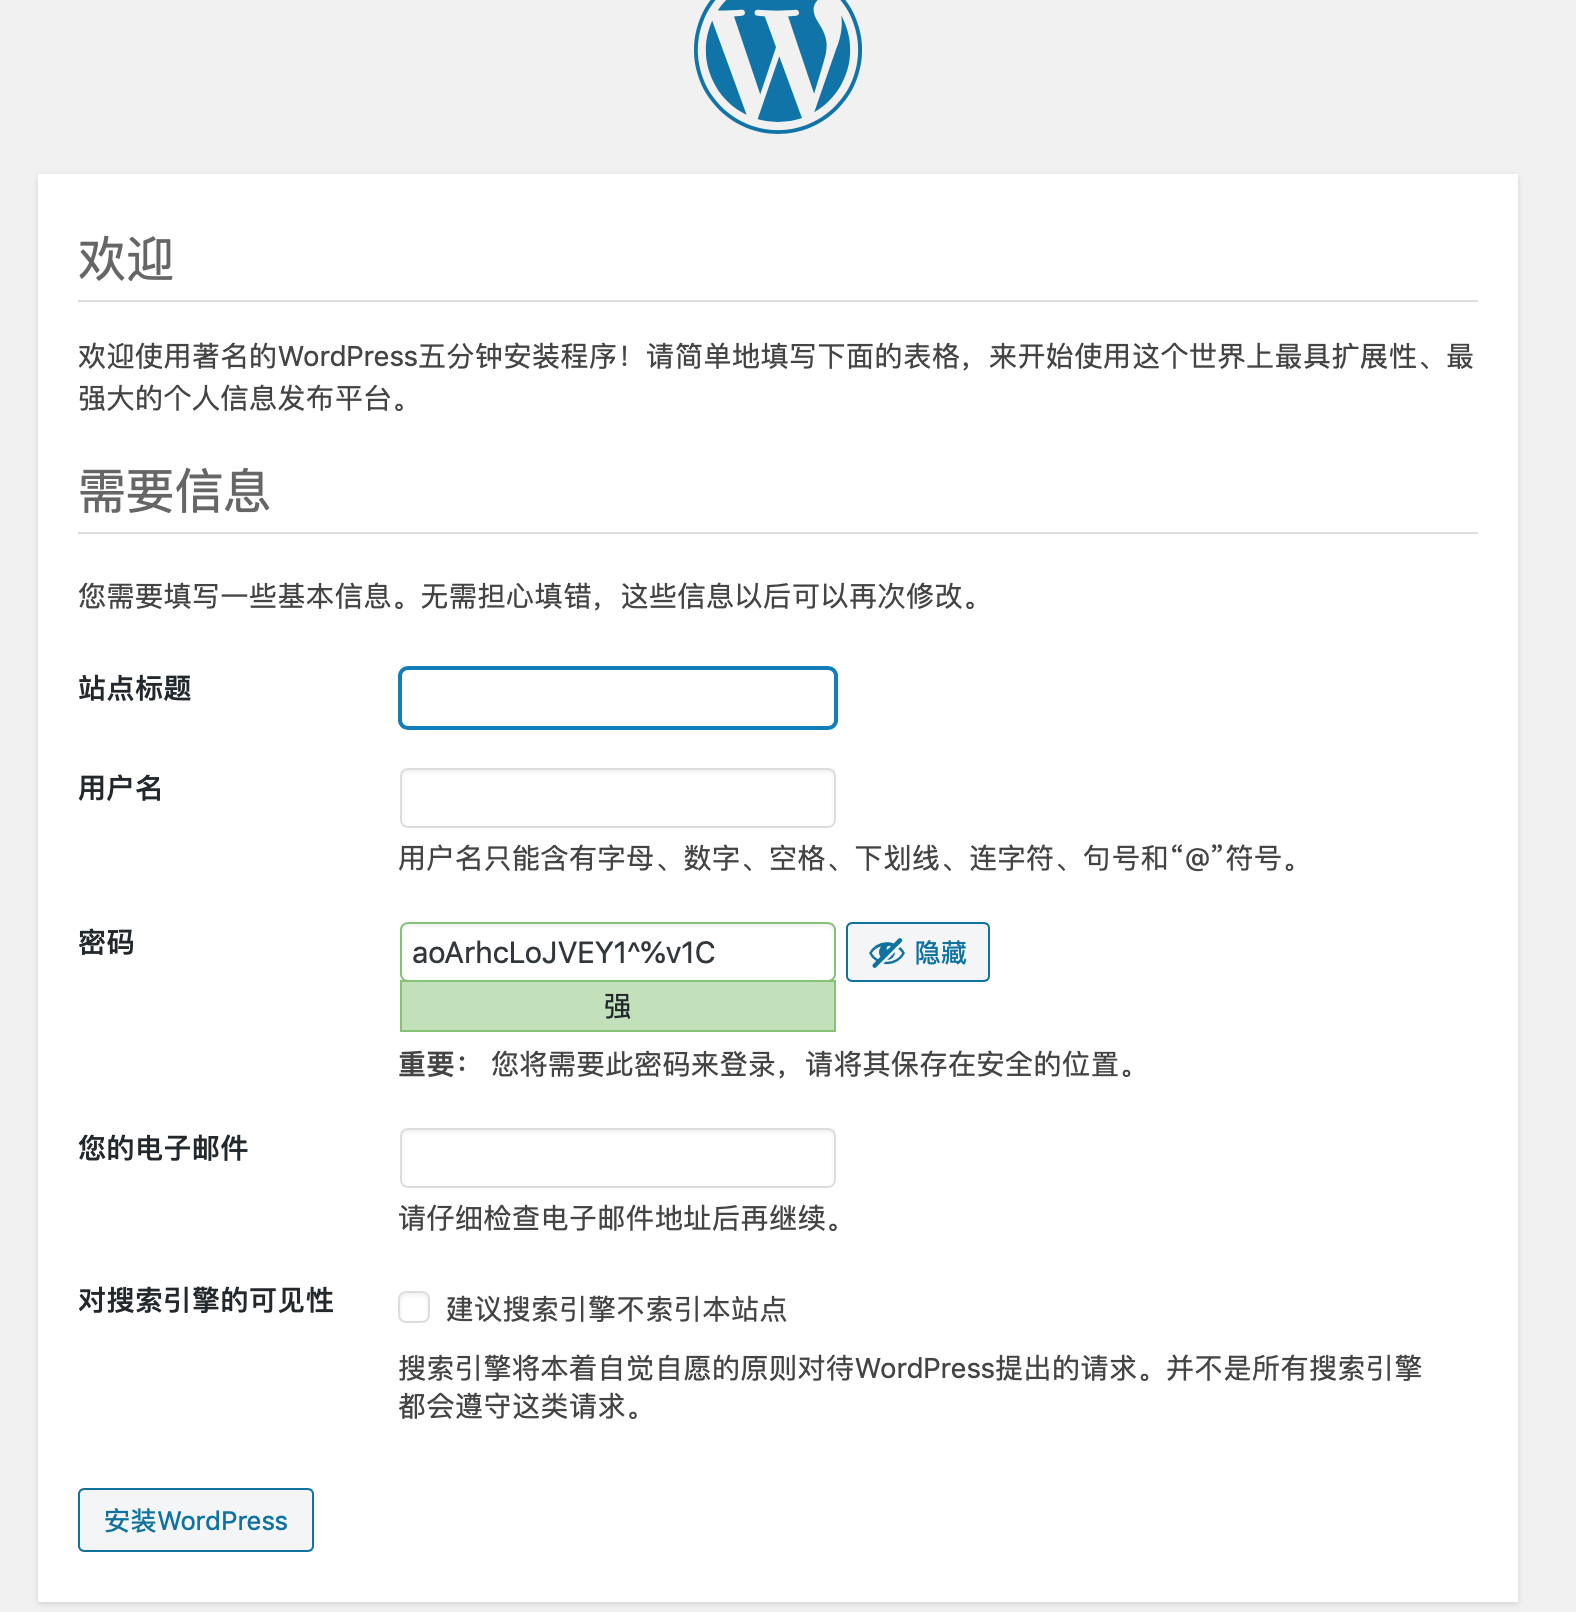 欢迎
欢迎使用著名的WordPress五分钟安装程序！请简单地填写下面的表格，来开始使用这个世界上最具扩展性、最
强大的个人信息发布平台。
需要信息
您需要填写一些基本信息。无需担心填错，这些信息以后可以再次修改。
站点标题
用户名
用户名只能含有字母、数字、空格、下划线、连字符、句号和“@”符号。
密码
aoArhcLoJVEY1^%v1C
隐藏
强
重要： 您将需要此密码来登录，请将其保存在安全的位置。
您的电子邮件
请仔细检查电子邮件地址后再继续。
对搜索引擎的可见性
建议搜索引擎不索引本站点
搜索引擎将本着自觉自愿的原则对待WordPress提出的请求。并不是所有搜索引擎
都会遵守这类请求。
安装WordPress